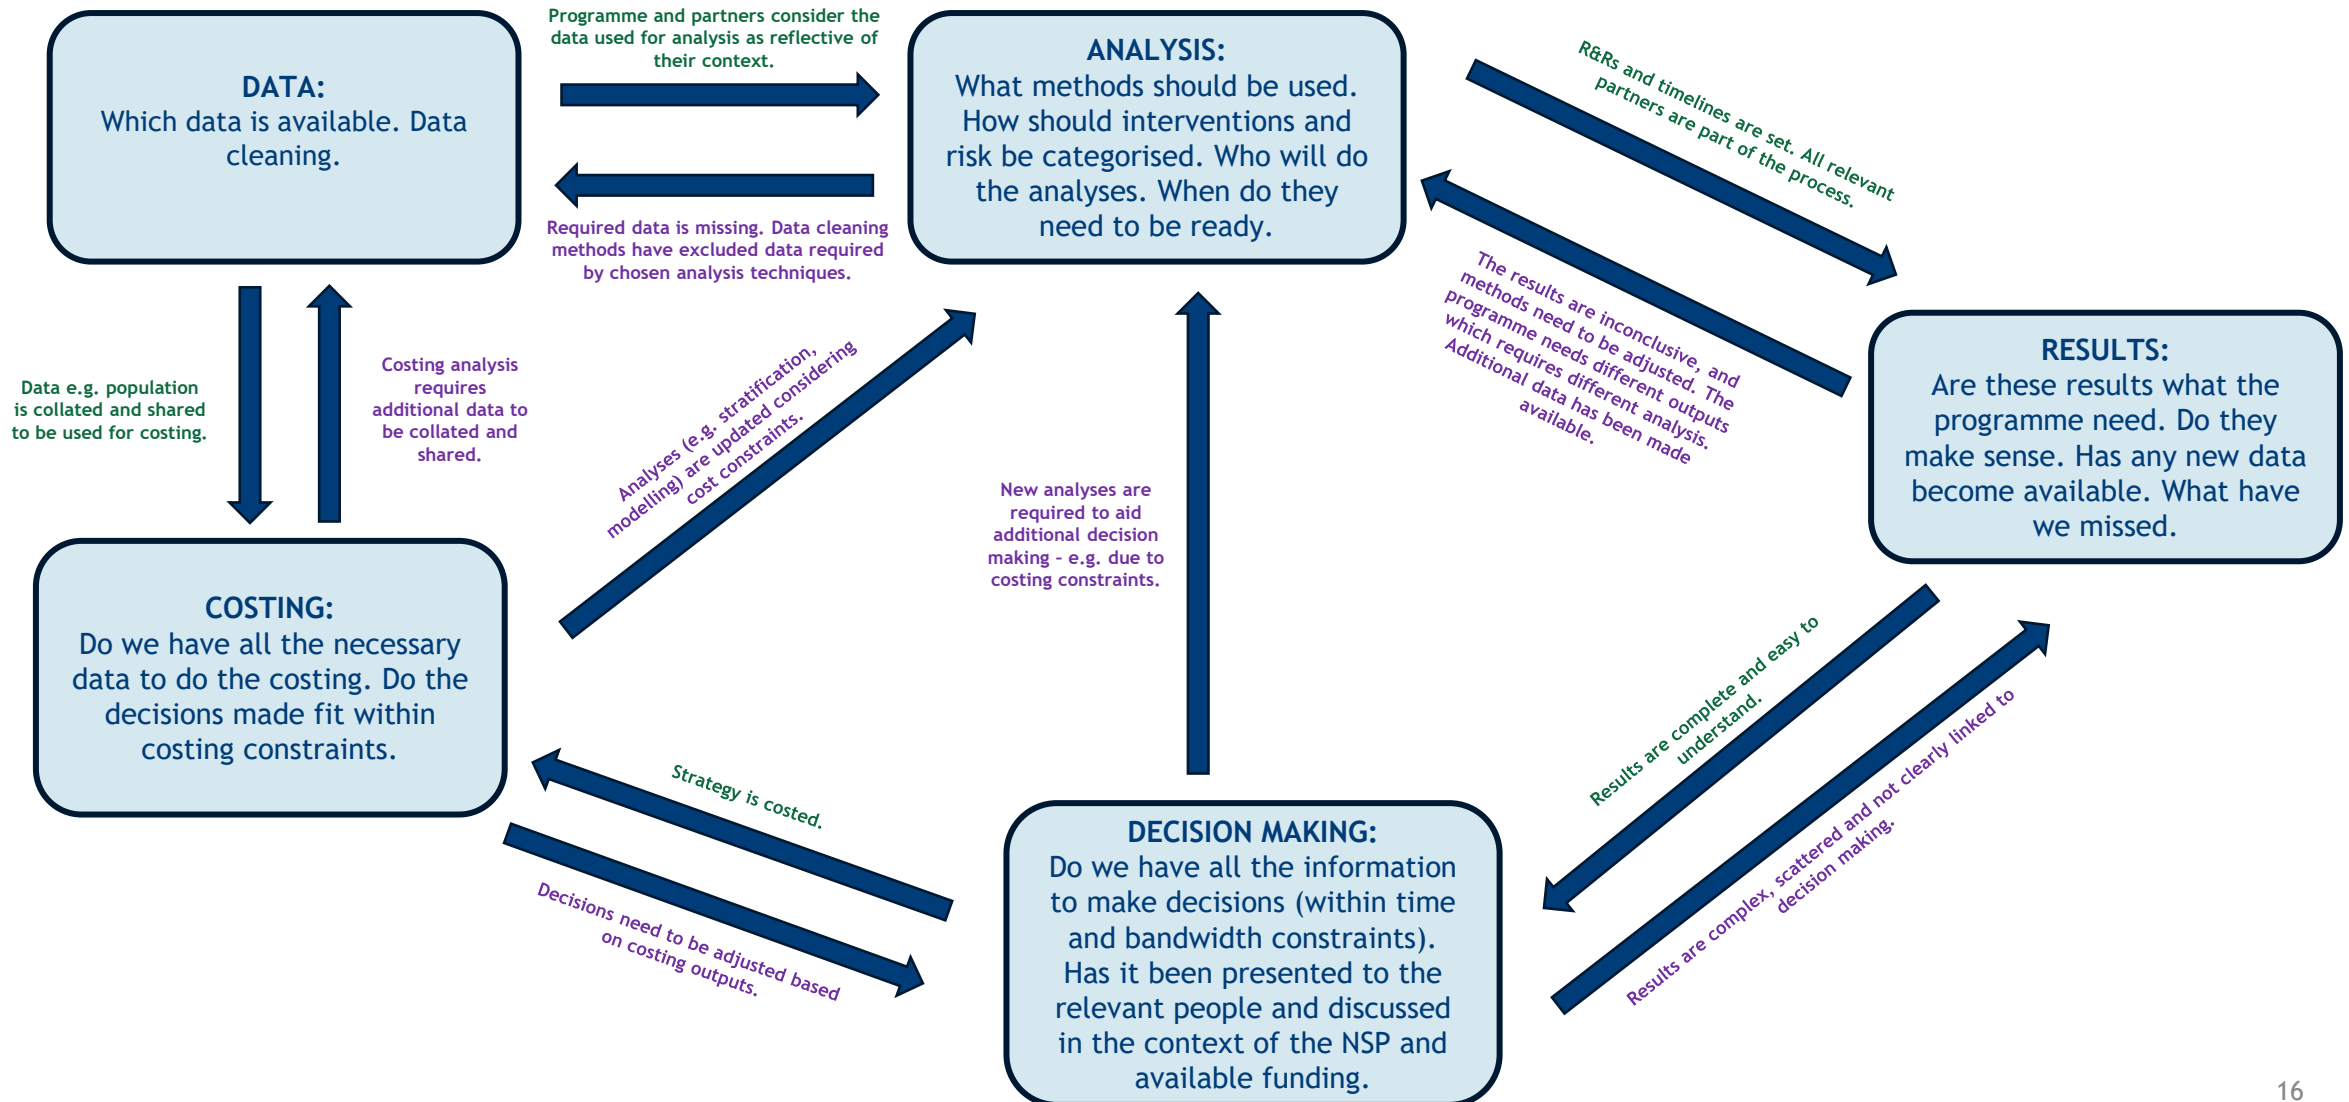 Programme and partners consider the
data used for analysis as reflective of
their context.
DATA:
Which data is available. Data
cleaning.
ANALYSIS:
What methods should be used.
How should interventions and
risk be categorised. Who will do
the analyses. When do they
need to be ready.
R&Rs and timelines are set. All relevant
partners are part of the process.
Required data is missing. Data cleaning
methods have excluded data required
by chosen analysis techniques.
The results are inconclusive, and
methods need to be adjusted. The
programme needs different outputs
which requires different analysis.
Additional data has been made
available.
RESULTS:
Are these results what the
programme need. Do they
make sense. Has any new data
become available. What have
we missed.
Data e.g. population
is collated and shared
to be used for costing.
Costing analysis
requires
additional data to
be collated and
shared.
Analyses (e.g. stratification,
modelling) are updated considering
cost constraints.
New analyses are
required to aid
additional decision
making - e.g. due to
costing constraints.
COSTING:
Do we have all the necessary
data to do the costing. Do the
decisions made fit within
costing constraints.
Results are complete and easy to
understand.
Results are complex, scattered and not clearly linked to
decision making.
Strategy is costed.
Decisions need to be adjusted based
on costing outputs.
DECISION MAKING:
Do we have all the information
to make decisions (within time
and bandwidth constraints).
Has it been presented to the
relevant people and discussed
in the context of the NSP and
available funding.
16